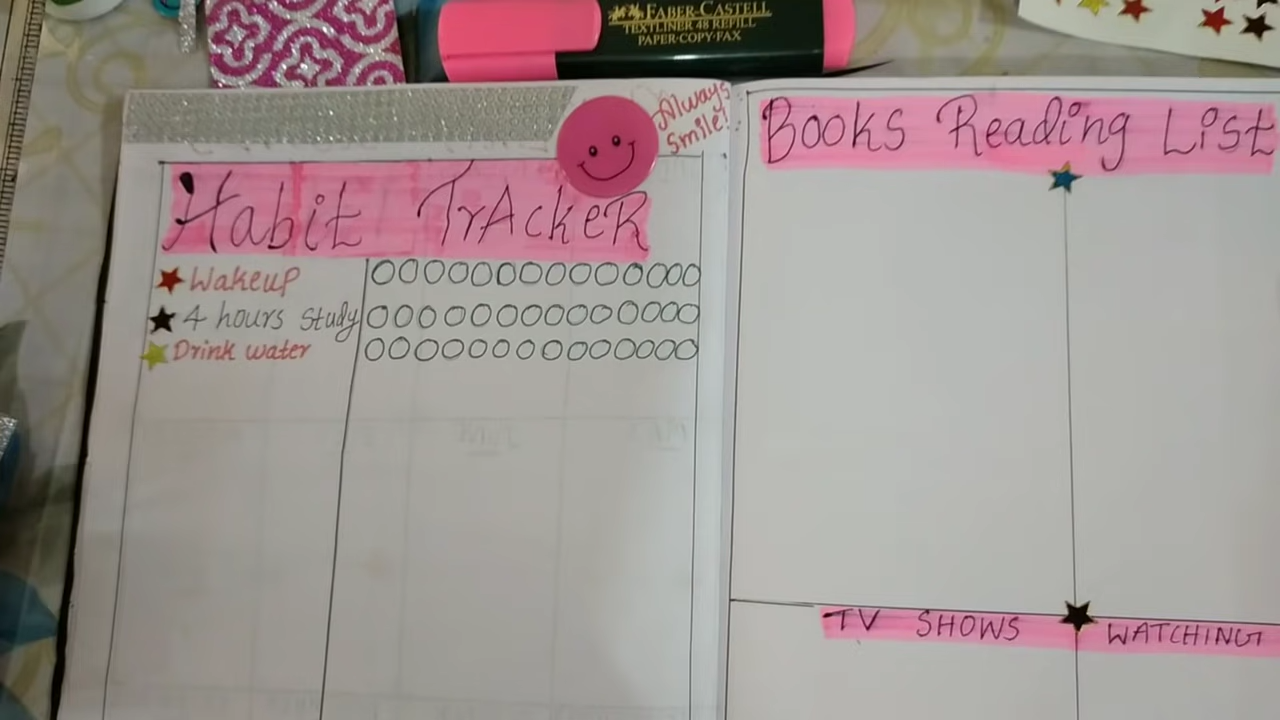 FABER-CASTELL
TEXTLINER 48 REFILL
PAPER·COPY·FAX
Always
Smile!
Habit TrAckeR
Wakeup
4 hours Study
Drink water
Books Reading List
TV SHOWS WATCHING